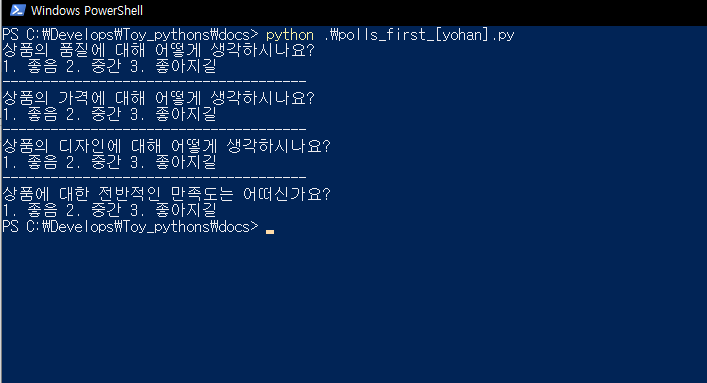 Windows PowerShell
PS C:₩Develops₩Toy_pythons₩docs> python .₩polls_first_[yohan].py
상품의 품질에 대해 어떻게 생각하시나요?
1. 좋음 2. 중간 3. 좋아지길
--------------------------------------
상품의 가격에 대해 어떻게 생각하시나요?
1. 좋음 2. 중간 3. 좋아지길
--------------------------------------
상품의 디자인에 대해 어떻게 생각하시나요?
1. 좋음 2. 중간 3. 좋아지길
--------------------------------------
상품에 대한 전반적인 만족도는 어떠신가요?
1. 좋음 2. 중간 3. 좋아지길
PS C:₩Develops₩Toy_pythons₩docs>